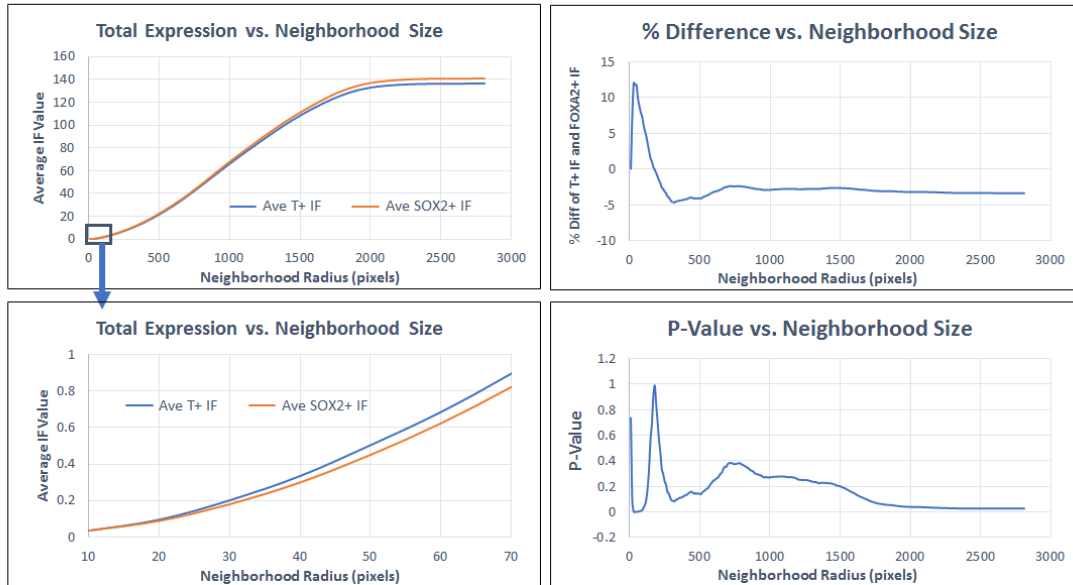 Total Expression vs. Neighborhood Size
160
140
120
100
80
60
40
20
0
Average IF Value
Ave T+ IF
Ave SOX2+ IF
0 500 1000 1500 2000 2500 3000
Neighborhood Radius (pixels)
% Difference vs. Neighborhood Size
15
10
5
0
-5
-10
% Diff of T+ IF and FOXA2+ IF
0 500 1000 1500 2000 2500 3000
Neighborhood Radius (pixels)
Total Expression vs. Neighborhood Size
1
0.8
0.6
0.4
0.2
0
Average IF Value
Ave T+ IF
Ave SOX2+ IF
10 20 30 40 50 60 70
Neighborhood Radius (pixels)
P-Value vs. Neighborhood Size
1.2
1
0.8
0.6
0.4
0.2
0
-0.2
P-Value
0 500 1000 1500 2000 2500 3000
Neighborhood Radius (pixels)